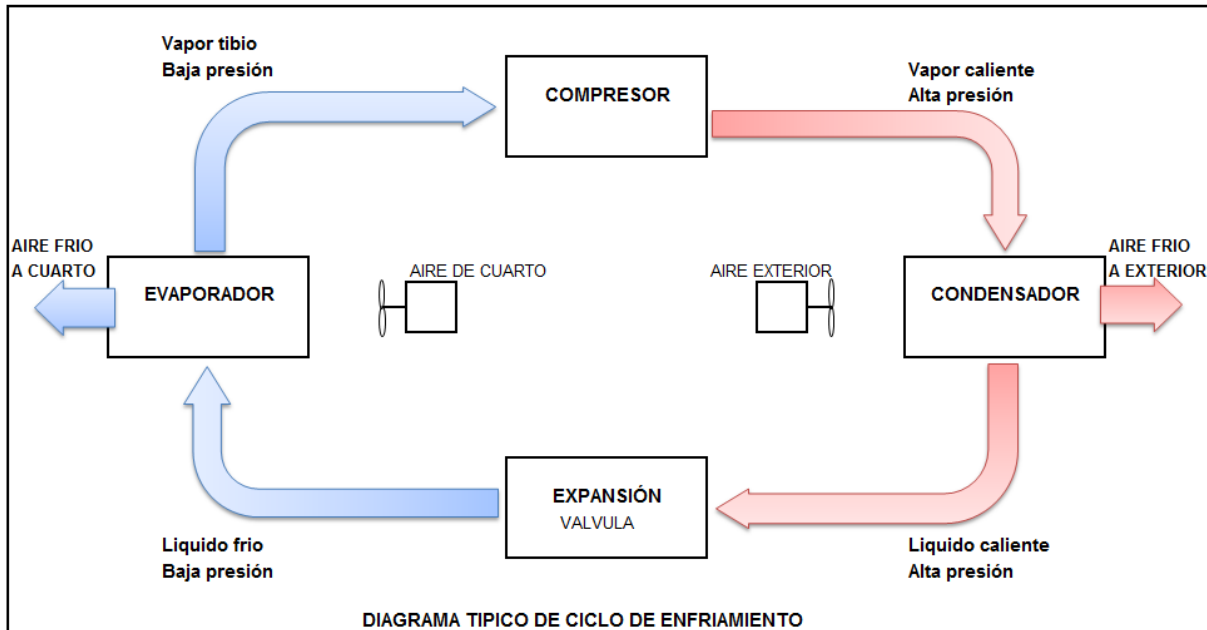 Vapor tibio
Baja presión
COMPRESOR
Vapor caliente
Alta presión
AIRE FRIO
A CUARTO
EVAPORADOR
AIRE DE CUARTO
AIRE EXTERIOR
CONDENSADOR
AIRE FRIO
A EXTERIOR
EXPANSIÓN
VALVULA
Liquido frio
Baja presión
Liquido caliente
Alta presión
DIAGRAMA TIPICO DE CICLO DE ENFRIAMIENTO